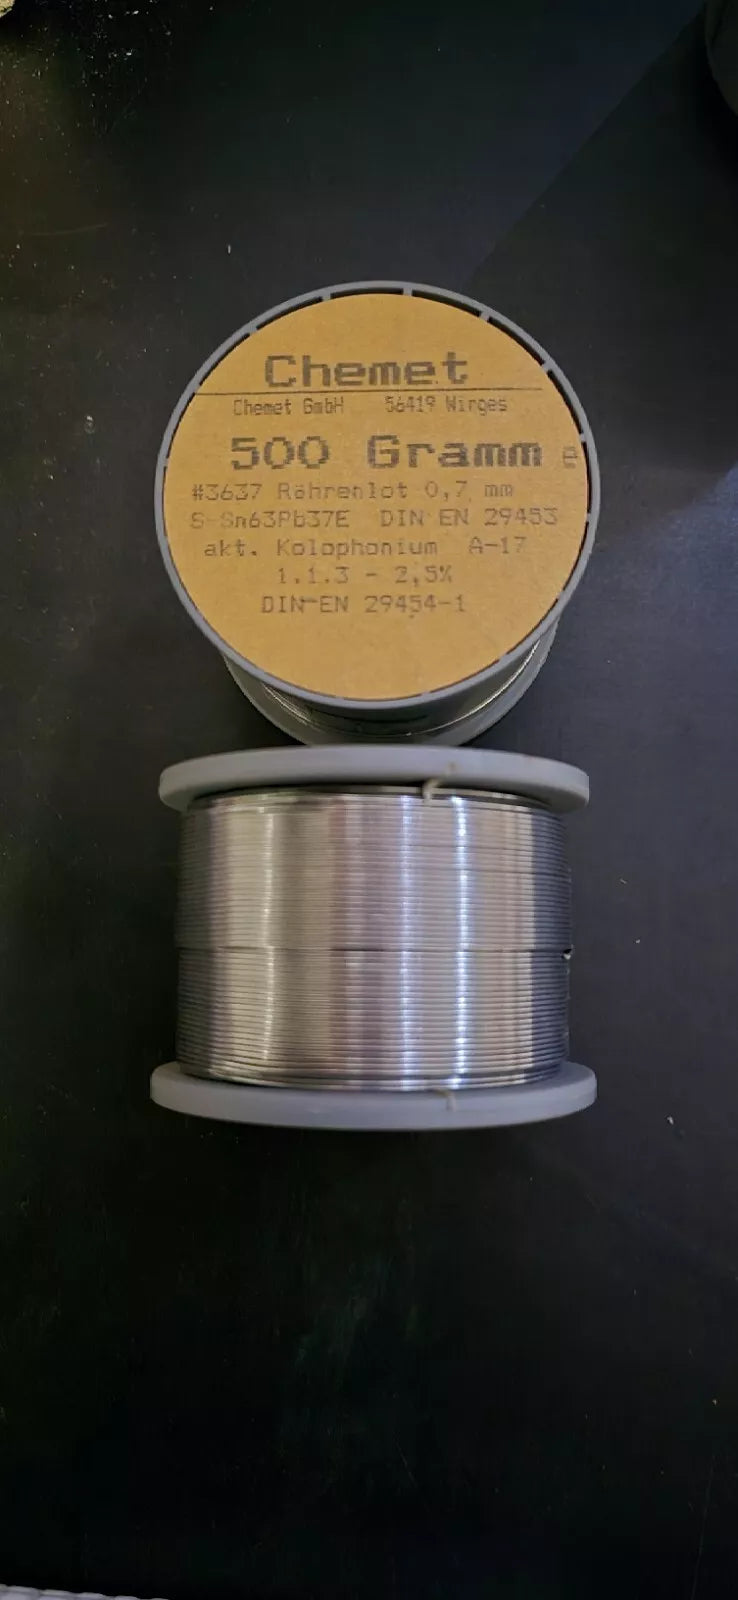 Chemet
Chemet GmbH 56419 Wirges
500 Gramm e
#3637 Röhrenlot 0,7 mm
S-Sn63Pb37E DIN EN 29453
akt. Kolophonium A-17
1.1.3 - 2,5%
DIN-EN 29454-1